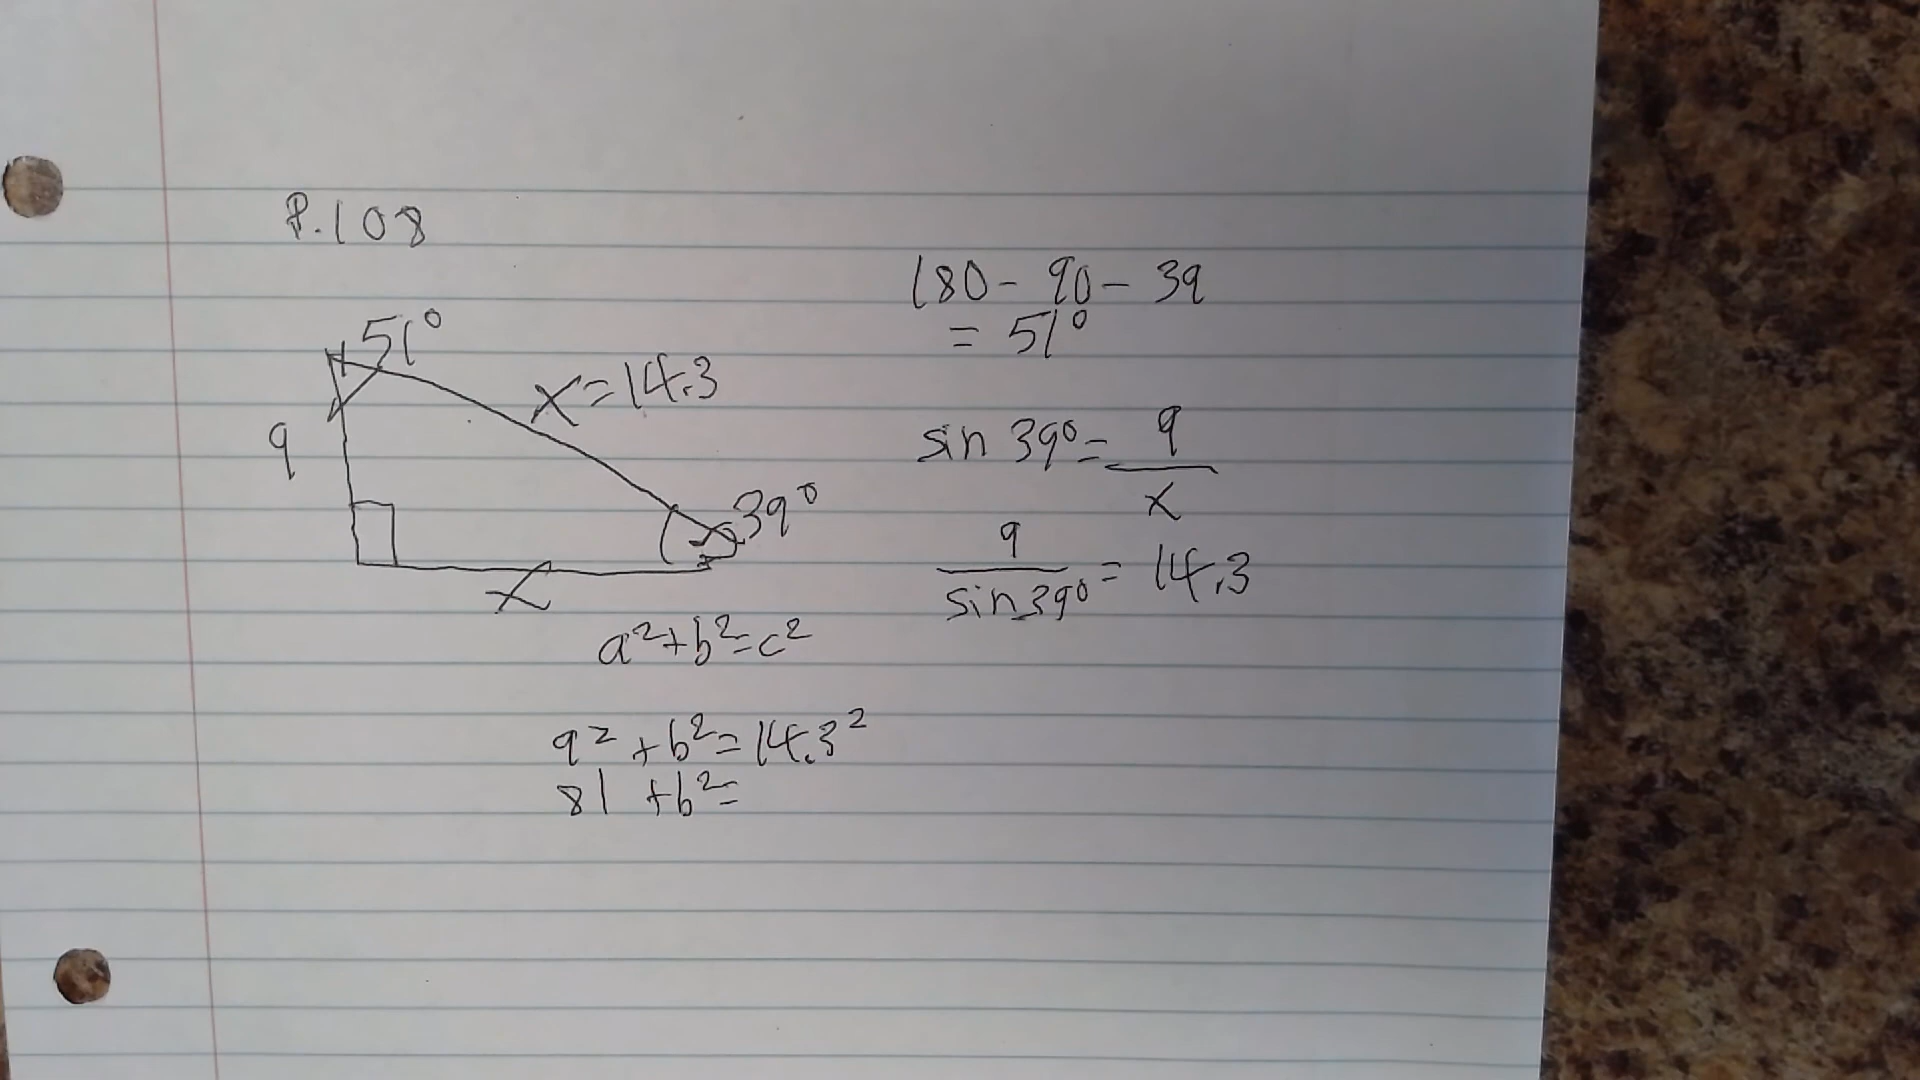 P.108
180 - 90 - 39
= 51°
51°
x = 14.3
9
39°
x
sin 39° = 9/x
9/sin 39° = 14.3
a² + b² = c²
9² + b² = 14.3²
81 + b² =